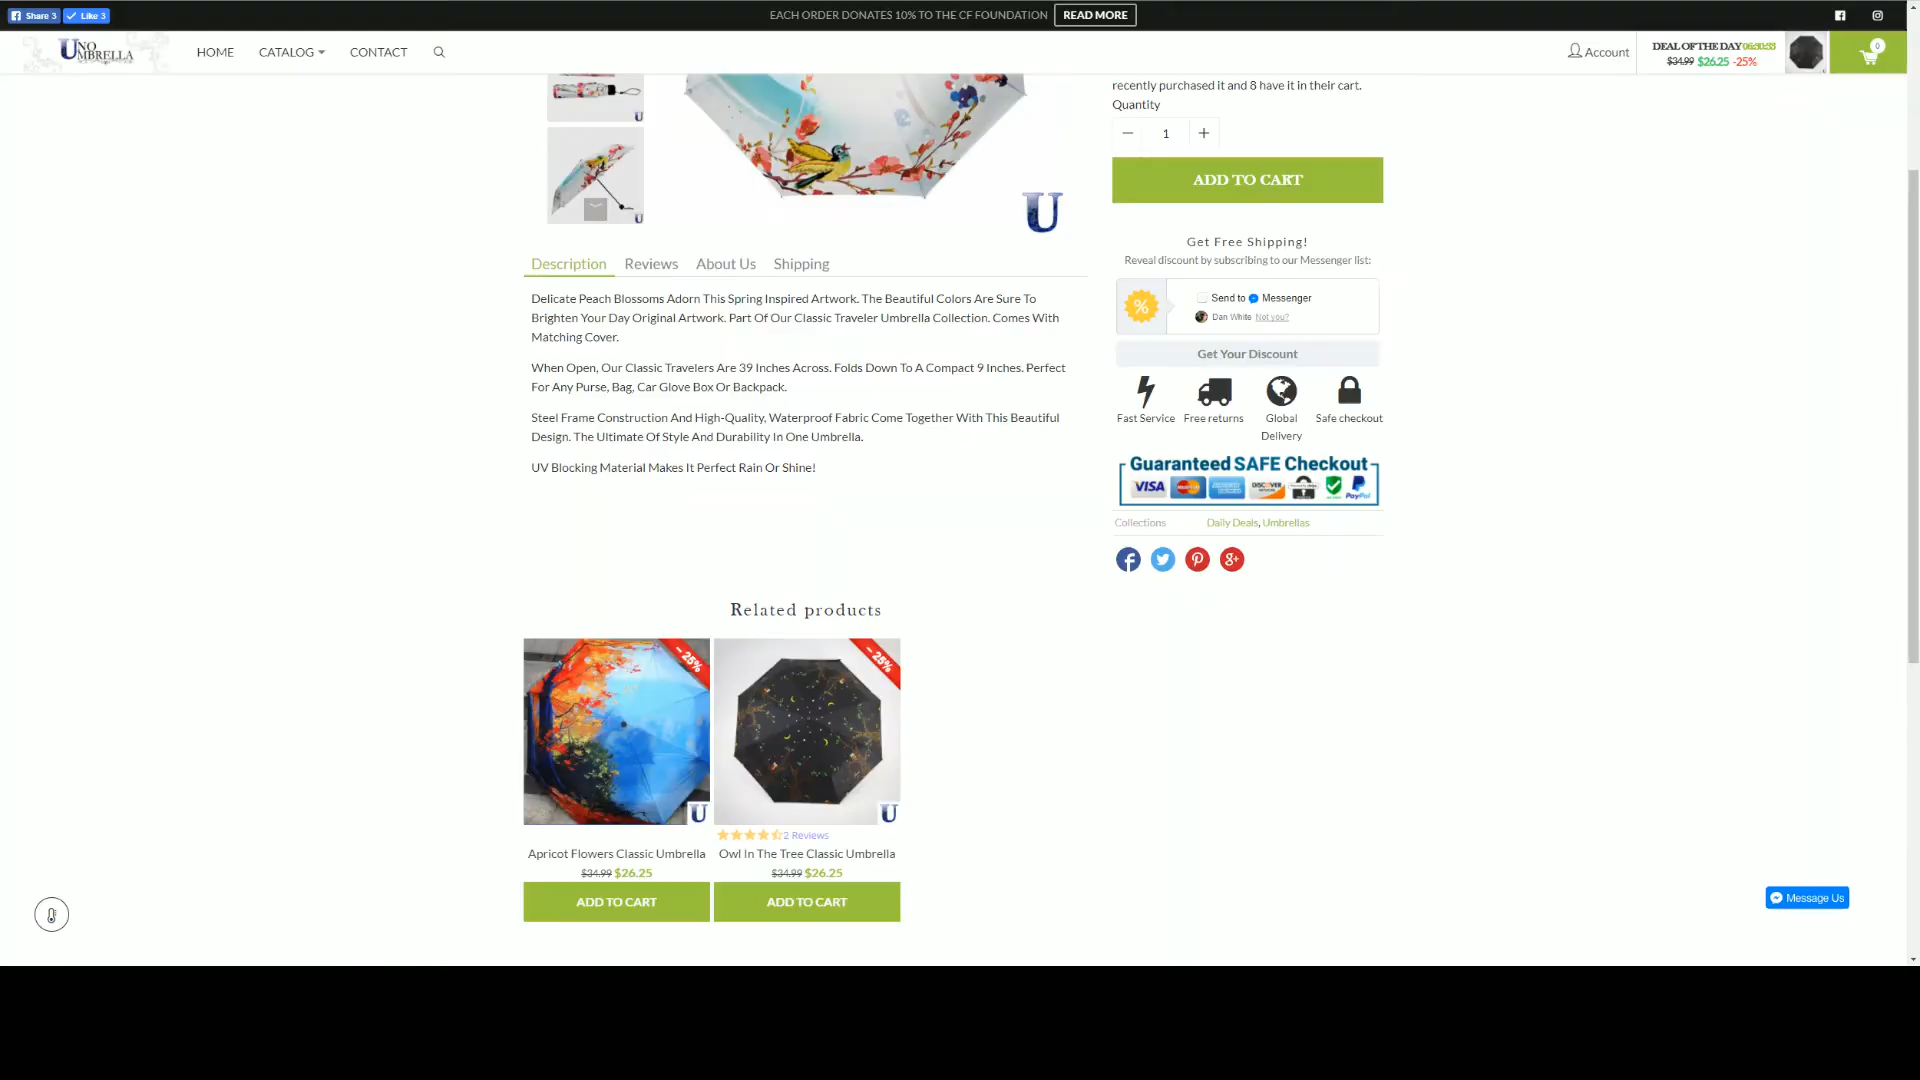 Share 3 Like 3
EACH ORDER DONATES 10% TO THE CF FOUNDATION READ MORE
UNO UMBRELLA
HOME CATALOG CONTACT
Account
DEAL OF THE DAY
$34.99 $26.25 -25%
0
recently purchased it and 8 have it in their cart.
Quantity
− 1 +
ADD TO CART
U
Get Free Shipping!
Reveal discount by subscribing to our Messenger list:
% Send to Messenger
Dan White Not you?
Get Your Discount
Fast Service Free returns Global Delivery Safe checkout
Guaranteed SAFE Checkout
VISA DISCOVER PayPal
Collections Daily Deals, Umbrellas
Description Reviews About Us Shipping
Delicate Peach Blossoms Adorn This Spring Inspired Artwork. The Beautiful Colors Are Sure To
Brighten Your Day Original Artwork. Part Of Our Classic Traveler Umbrella Collection. Comes With
Matching Cover.
When Open, Our Classic Travelers Are 39 Inches Across. Folds Down To A Compact 9 Inches. Perfect
For Any Purse, Bag, Car Glove Box Or Backpack.
Steel Frame Construction And High-Quality, Waterproof Fabric Come Together With This Beautiful
Design. The Ultimate Of Style And Durability In One Umbrella.
UV Blocking Material Makes It Perfect Rain Or Shine!
Related products
- 25% - 25%
U U
2 Reviews
Apricot Flowers Classic Umbrella Owl In The Tree Classic Umbrella
$34.99 $26.25 $34.99 $26.25
ADD TO CART ADD TO CART
Message Us